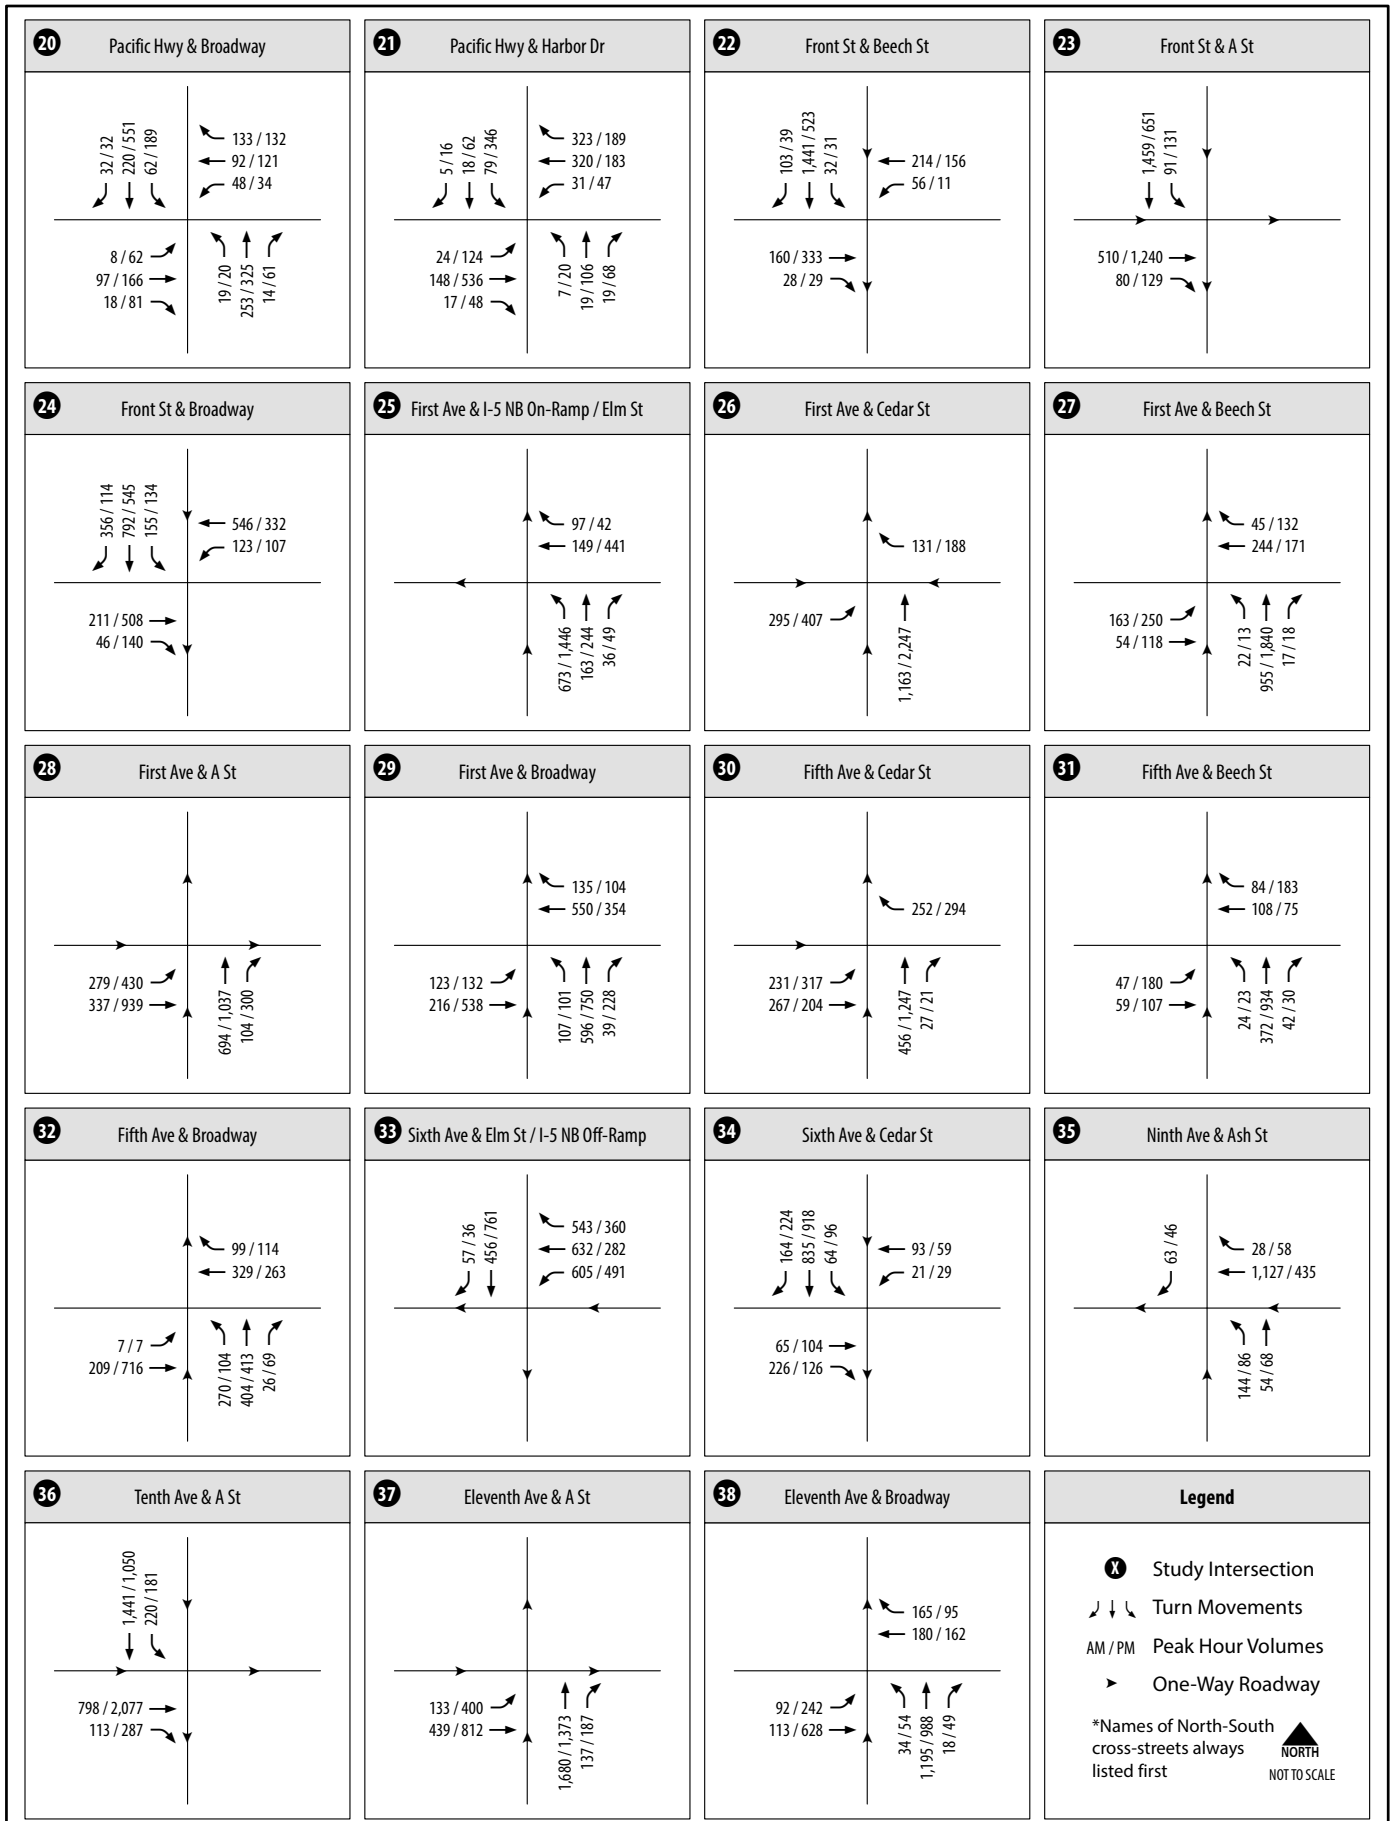 20 Pacific Hwy & Broadway
32 / 32
220 / 551
62 / 189
133 / 132
92 / 121
48 / 34
8 / 62
97 / 166
18 / 81
19 / 20
253 / 325
14 / 61
21 Pacific Hwy & Harbor Dr
5 / 16
18 / 62
79 / 346
323 / 189
320 / 183
31 / 47
24 / 124
148 / 536
17 / 48
7 / 20
19 / 106
19 / 68
22 Front St & Beech St
103 / 39
1,441 / 523
32 / 31
214 / 156
56 / 11
160 / 333
28 / 29
23 Front St & A St
1,459 / 651
91 / 131
510 / 1,240
80 / 129
24 Front St & Broadway
356 / 114
792 / 545
155 / 134
546 / 332
123 / 107
211 / 508
46 / 140
25 First Ave & I-5 NB On-Ramp / Elm St
97 / 42
149 / 441
673 / 1,446
163 / 244
36 / 49
26 First Ave & Cedar St
131 / 188
295 / 407
1,163 / 2,247
27 First Ave & Beech St
45 / 132
244 / 171
163 / 250
54 / 118
22 / 13
955 / 1,840
17 / 18
28 First Ave & A St
279 / 430
337 / 939
694 / 1,037
104 / 300
29 First Ave & Broadway
135 / 104
550 / 354
123 / 132
216 / 538
107 / 101
596 / 750
39 / 228
30 Fifth Ave & Cedar St
252 / 294
231 / 317
267 / 204
456 / 1,247
27 / 21
31 Fifth Ave & Beech St
84 / 183
108 / 75
47 / 180
59 / 107
24 / 23
372 / 934
42 / 30
32 Fifth Ave & Broadway
99 / 114
329 / 263
7 / 7
209 / 716
270 / 104
404 / 413
26 / 69
33 Sixth Ave & Elm St / I-5 NB Off-Ramp
57 / 36
456 / 761
543 / 360
632 / 282
605 / 491
34 Sixth Ave & Cedar St
164 / 224
835 / 918
64 / 96
93 / 59
21 / 29
65 / 104
226 / 126
35 Ninth Ave & Ash St
63 / 46
28 / 58
1,127 / 435
144 / 86
54 / 68
36 Tenth Ave & A St
1,441 / 1,050
220 / 181
798 / 2,077
113 / 287
37 Eleventh Ave & A St
133 / 400
439 / 812
1,680 / 1,373
137 / 187
38 Eleventh Ave & Broadway
165 / 95
180 / 162
92 / 242
113 / 628
34 / 54
1,195 / 988
18 / 49
Legend
X Study Intersection
Turn Movements
AM / PM Peak Hour Volumes
One-Way Roadway
*Names of North-South
cross-streets always
listed first
NORTH
NOT TO SCALE